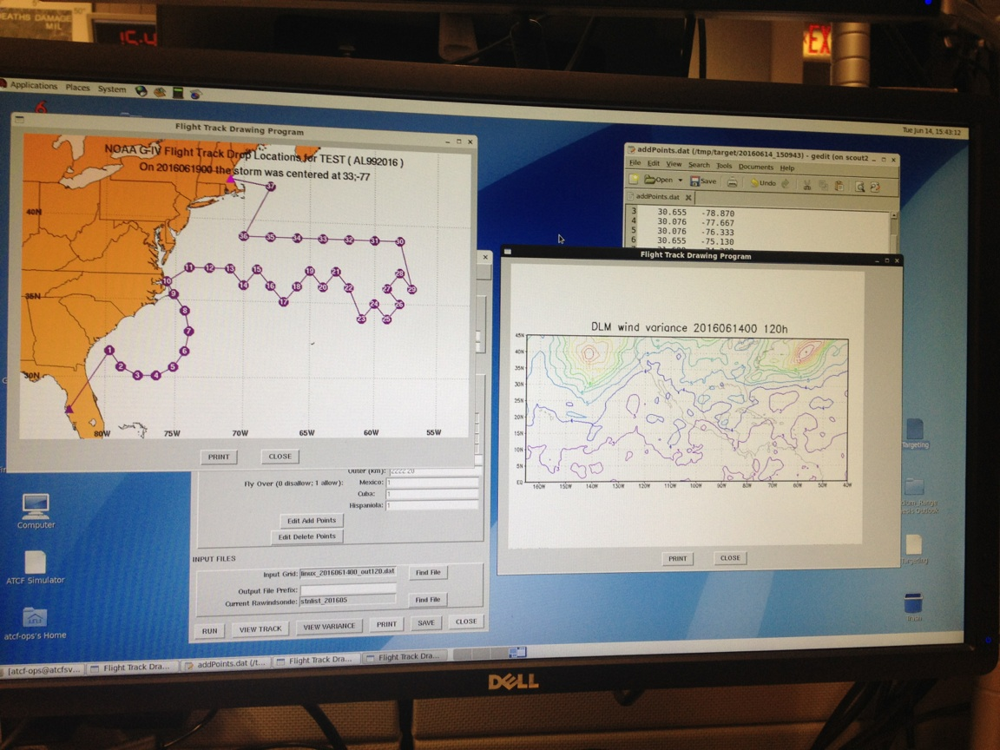 DEATHS DAMAGE
MIL
50°
15:4
EX
Applications Places System
Tue Jun 14, 15:43:12
Flight Track Drawing Program
NOAA G-IV Flight Track Drop Locations for TEST ( AL992016 )
On 2016061900 the storm was centered at 33;-77
40N
35N
30N
80W 75W 70W 65W 60W 55W
1 2 3 4 5 6 7 8 9 10 11 12 13 14 15 16 17 18 19 20 21 22 23 24 25 26 27 28 29 30 31 32 33 34 35 36 37
PRINT CLOSE
addPoints.dat (/tmp/target/20160614_150943) - gedit (on scout2
File Edit View Search Tools Documents Help
Open Save Undo
addPoints.dat
3 30.655 -78.870
4 30.076 -77.667
5 30.076 -76.333
6 30.655 -75.130
Flight Track Drawing Program
DLM wind variance 2016061400 120h
45N
40N
35N
30N
25N
20N
15N
10N
5N
EQ
160W 150W 140W 130W 120W 110W 100W 90W 80W 70W 60W 50W 40W
PRINT CLOSE
Outer (km): 2222.20
Fly Over (0 disallow; 1 allow): Mexico: 1
Cuba: 1
Hispaniola: 1
Edit Add Points
Edit Delete Points
INPUT FILES
Input Grid: linux_2016061400_out120.dat Find File
Output File Prefix:
Current Rawindsonde: stnlist_201605 Find File
RUN VIEW TRACK VIEW VARIANCE PRINT SAVE CLOSE
Computer
ATCF Simulator
atcf-ops's Home
Targeting
Targeting
Trash
[atcf-ops@atcfsv... Flight Track Dra... addPoints.dat (/t... Flight Track Dra... Flight Track Dra...
DELL